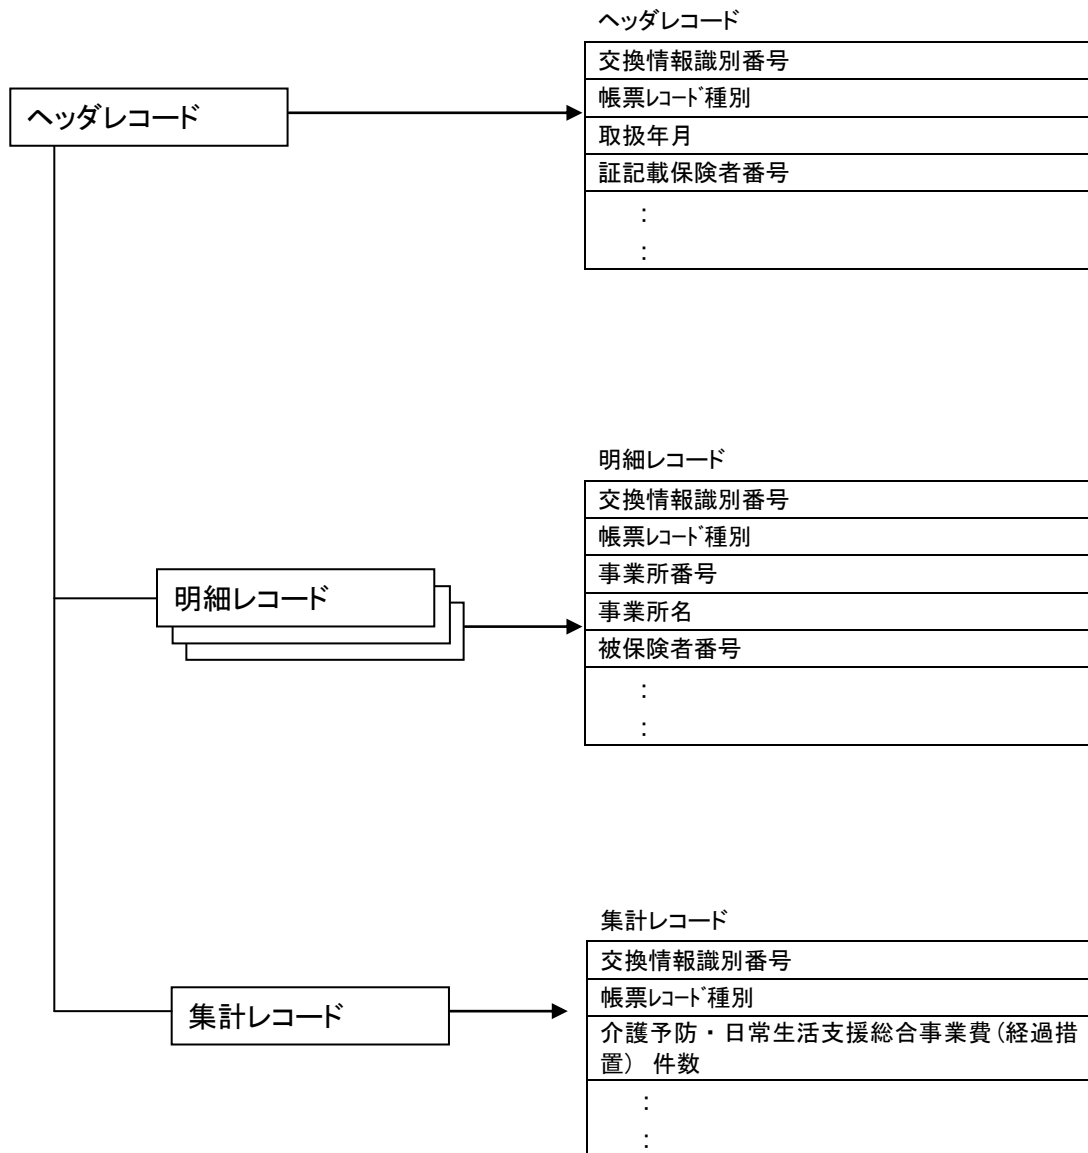 ヘッダレコード
ヘッダレコード
交換情報識別番号
帳票ﾚｺｰﾄﾞ種別
取扱年月
証記載保険者番号
:
:
明細レコード
明細レコード
交換情報識別番号
帳票ﾚｺｰﾄﾞ種別
事業所番号
事業所名
被保険者番号
:
:
集計レコード
集計レコード
交換情報識別番号
帳票ﾚｺｰﾄﾞ種別
介護予防・日常生活支援総合事業費(経過措
置) 件数
:
: